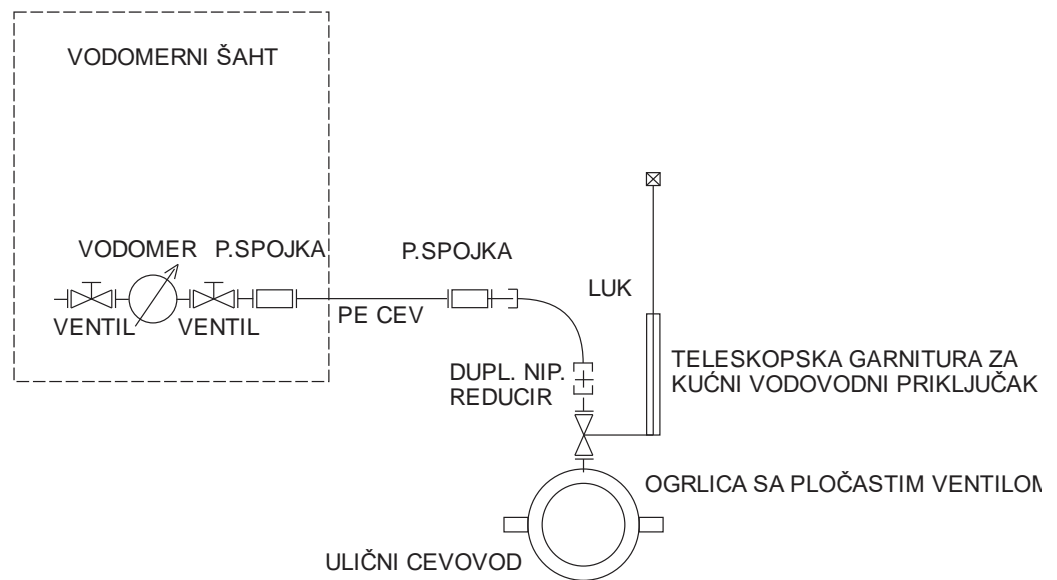 VODOMERNI ŠAHT
VODOMER P.SPOJKA
P.SPOJKA
LUK
VENTIL
VENTIL
PE CEV
DUPL. NIP.
REDUCIR
TELESKOPSKA GARNITURA ZA
KUĆNI VODOVODNI PRIKLJUČAK
OGRLICA SA PLOČASTIM VENTILOM
ULIČNI CEVOVOD